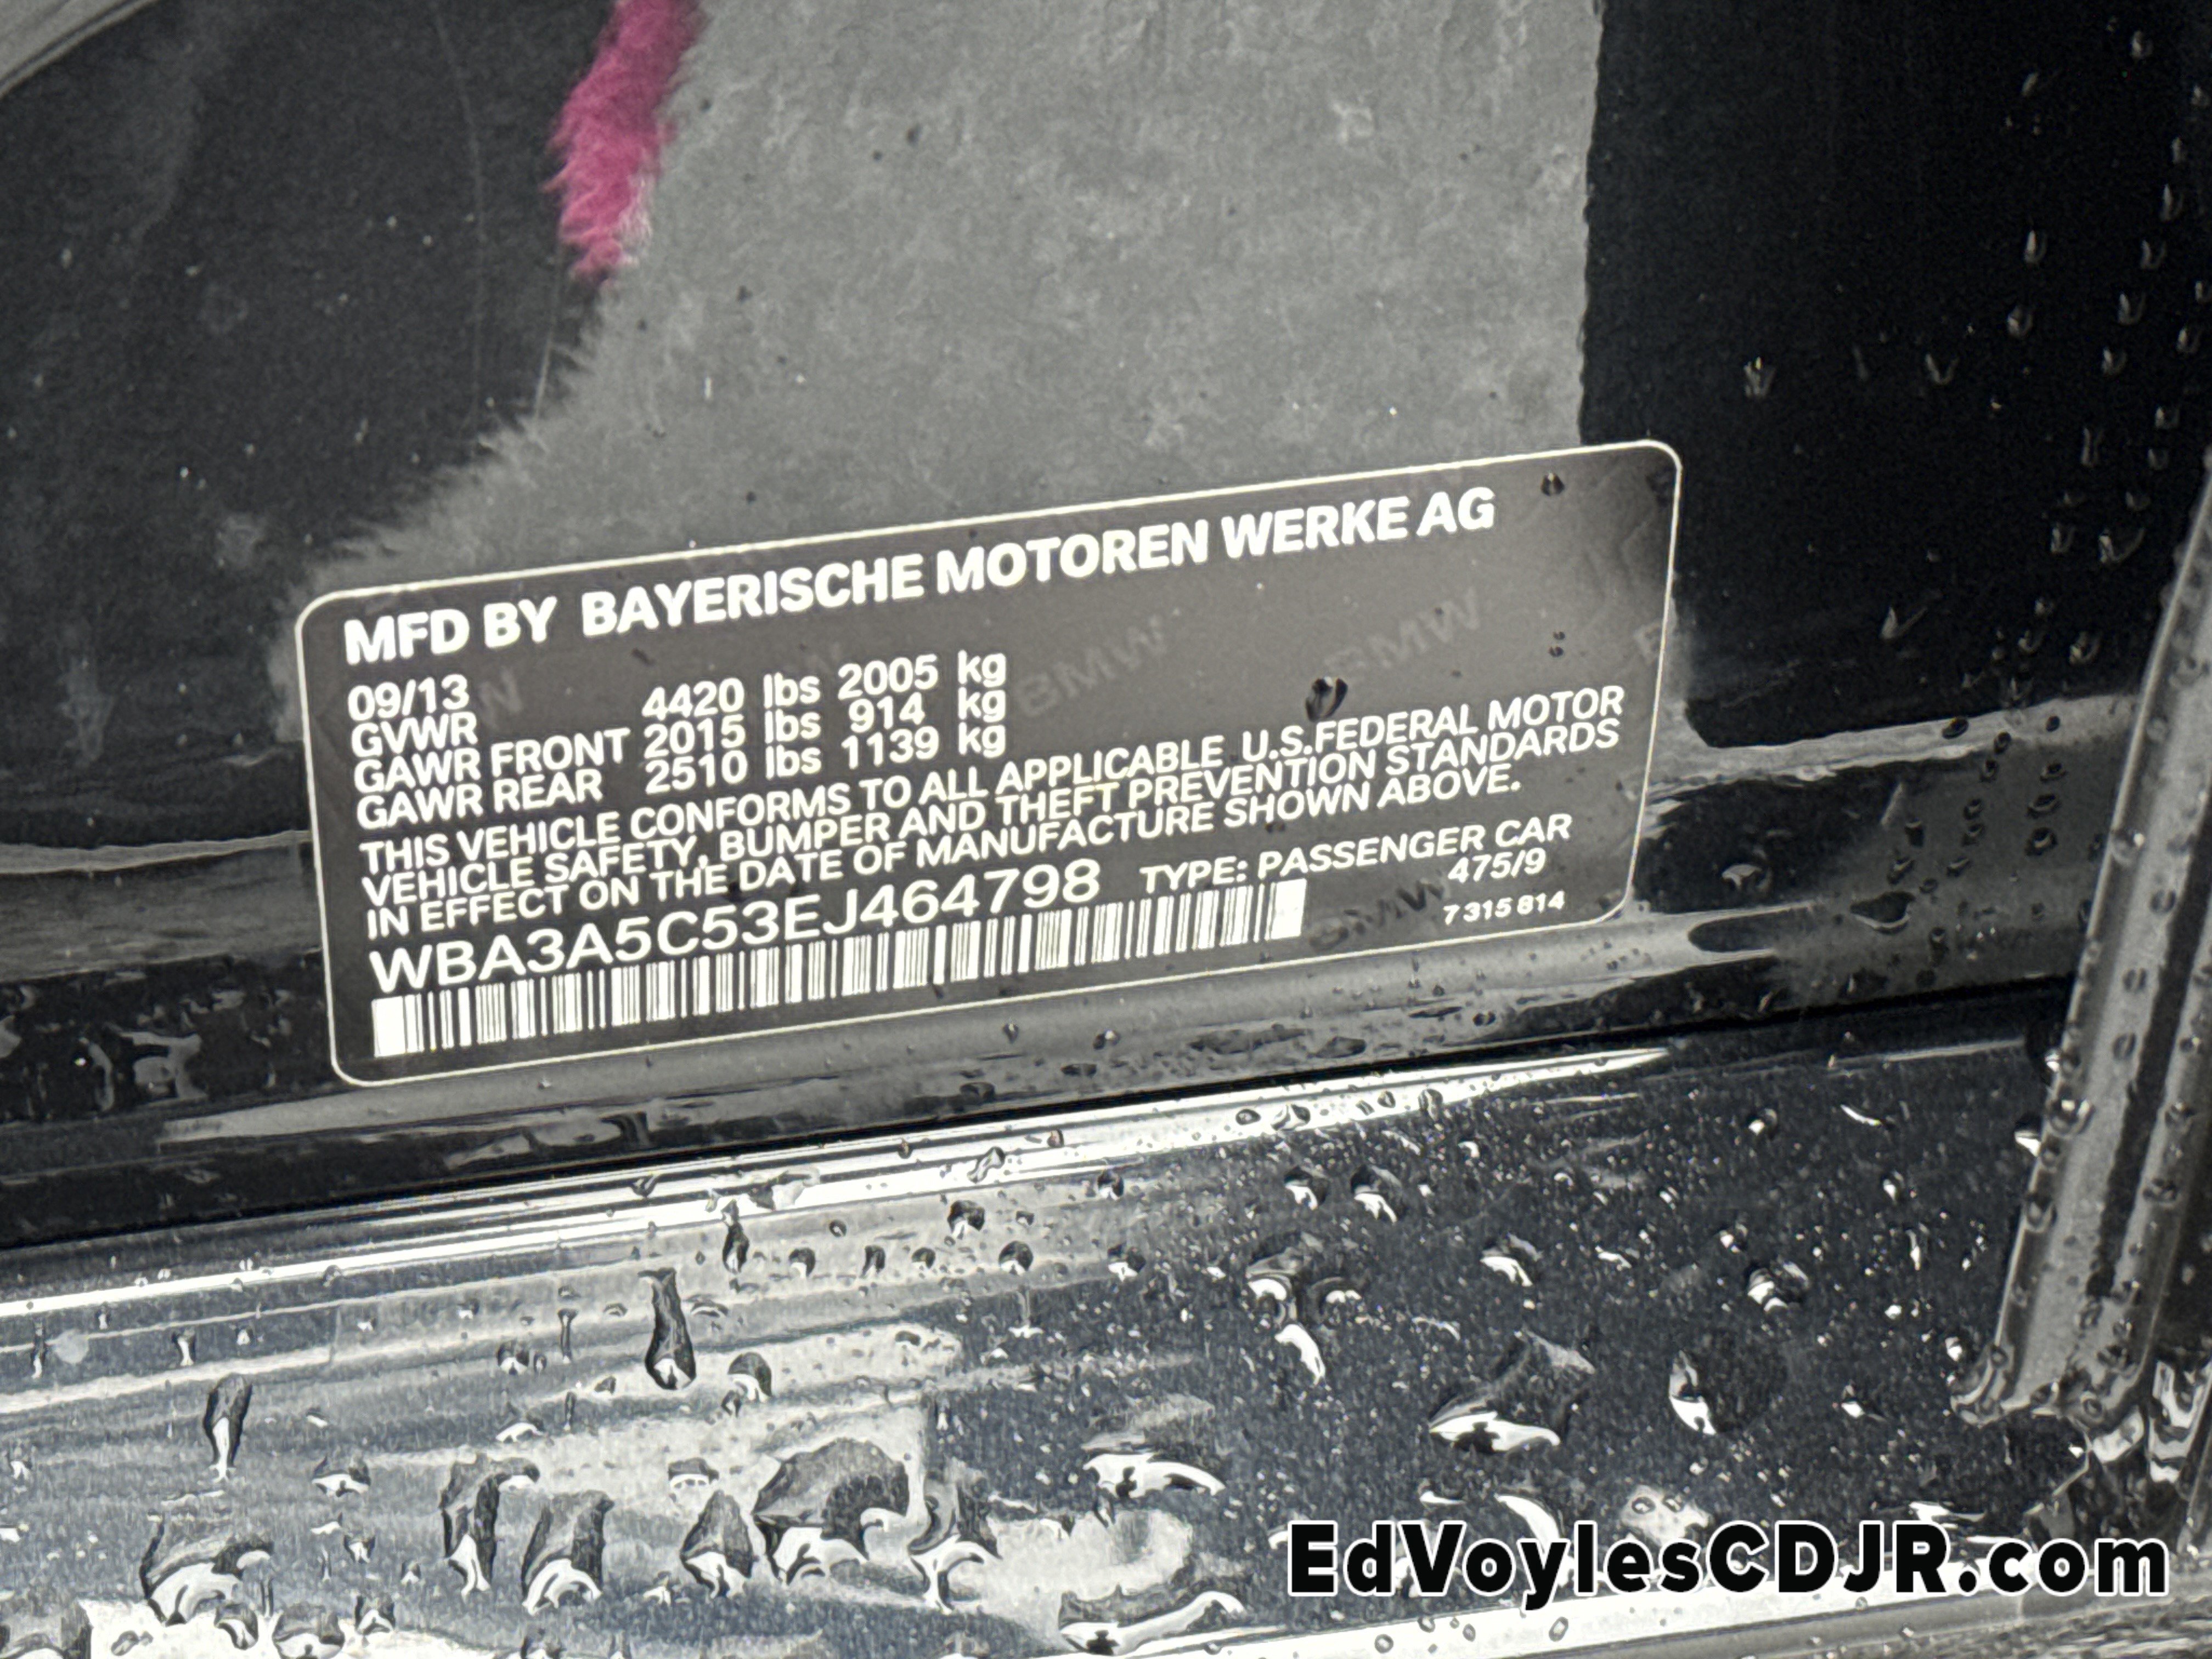 MFD BY BAYERISCHE MOTOREN WERKE AG
09/13
GVWR 4420 lbs 2005 kg
GAWR FRONT 2015 lbs 914 kg
GAWR REAR 2510 lbs 1139 kg
THIS VEHICLE CONFORMS TO ALL APPLICABLE U.S.FEDERAL MOTOR
VEHICLE SAFETY, BUMPER AND THEFT PREVENTION STANDARDS
IN EFFECT ON THE DATE OF MANUFACTURE SHOWN ABOVE.
WBA3A5C53EJ464798 TYPE: PASSENGER CAR
475/9
7 315 814
BMW
BMW
BMW
EdVoylesCDJR.com